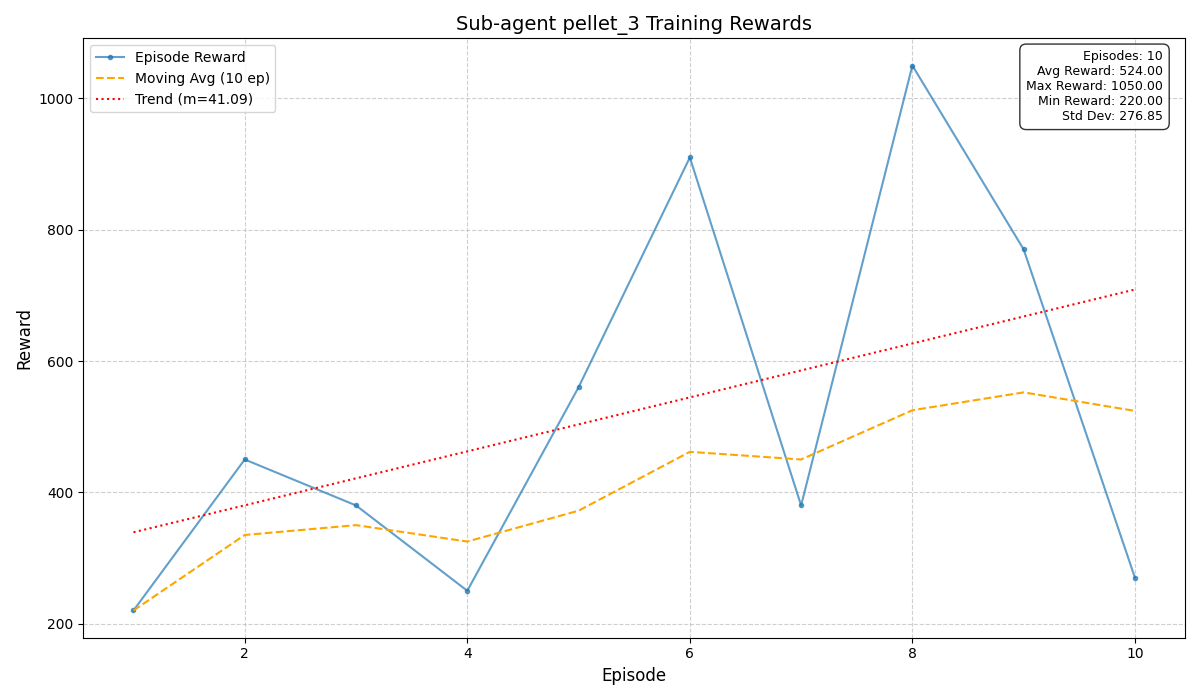 Sub-agent pellet_3 Training Rewards
Episode Reward
Moving Avg (10 ep)
Trend (m=41.09)
Episodes: 10
Avg Reward: 524.00
Max Reward: 1050.00
Min Reward: 220.00
Std Dev: 276.85
Reward
1000
800
600
400
200
2 4 6 8 10
Episode